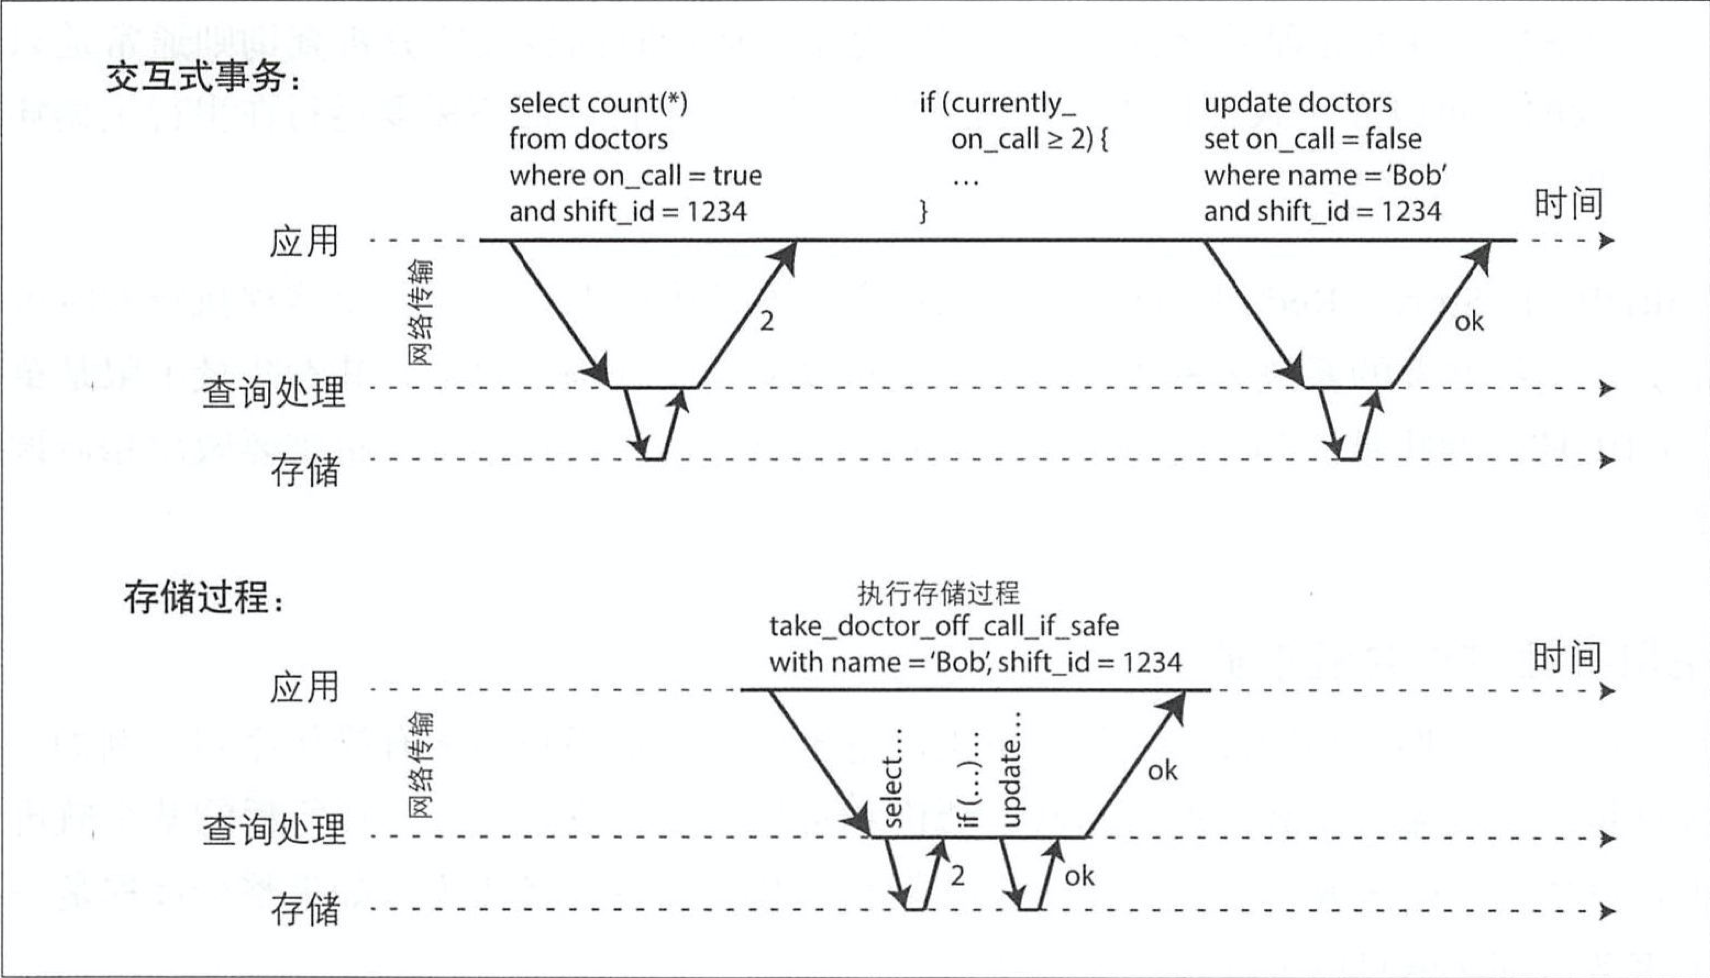 交互式事务：
select count(*)
from doctors
where on_call = true
and shift_id = 1234
if (currently_
on_call ≥ 2) {
...
}
update doctors
set on_call = false
where name = ‘Bob’
and shift_id = 1234
时间
应用
网络传输
2
ok
查询处理
存储
存储过程：
执行存储过程
take_doctor_off_call_if_safe
with name = ‘Bob’, shift_id = 1234
时间
应用
网络传输
select...
if (...)...
update...
ok
查询处理
2
ok
存储